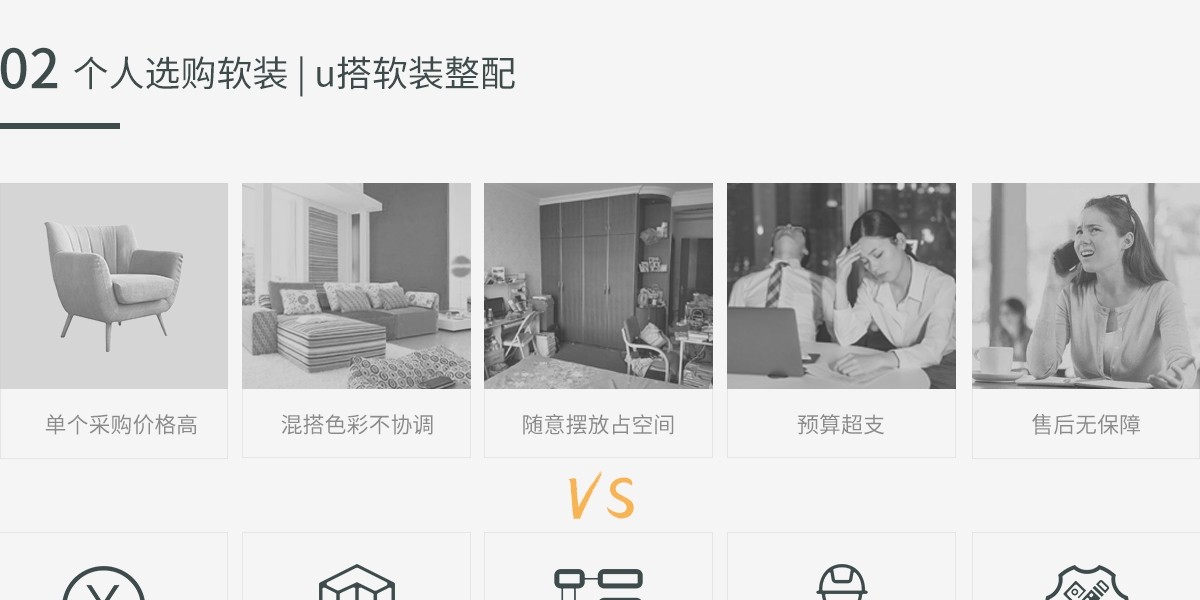 02 个人选购软装 | u搭软装整配
单个采购价格高
混搭色彩不协调
随意摆放占空间
预算超支
售后无保障
VS